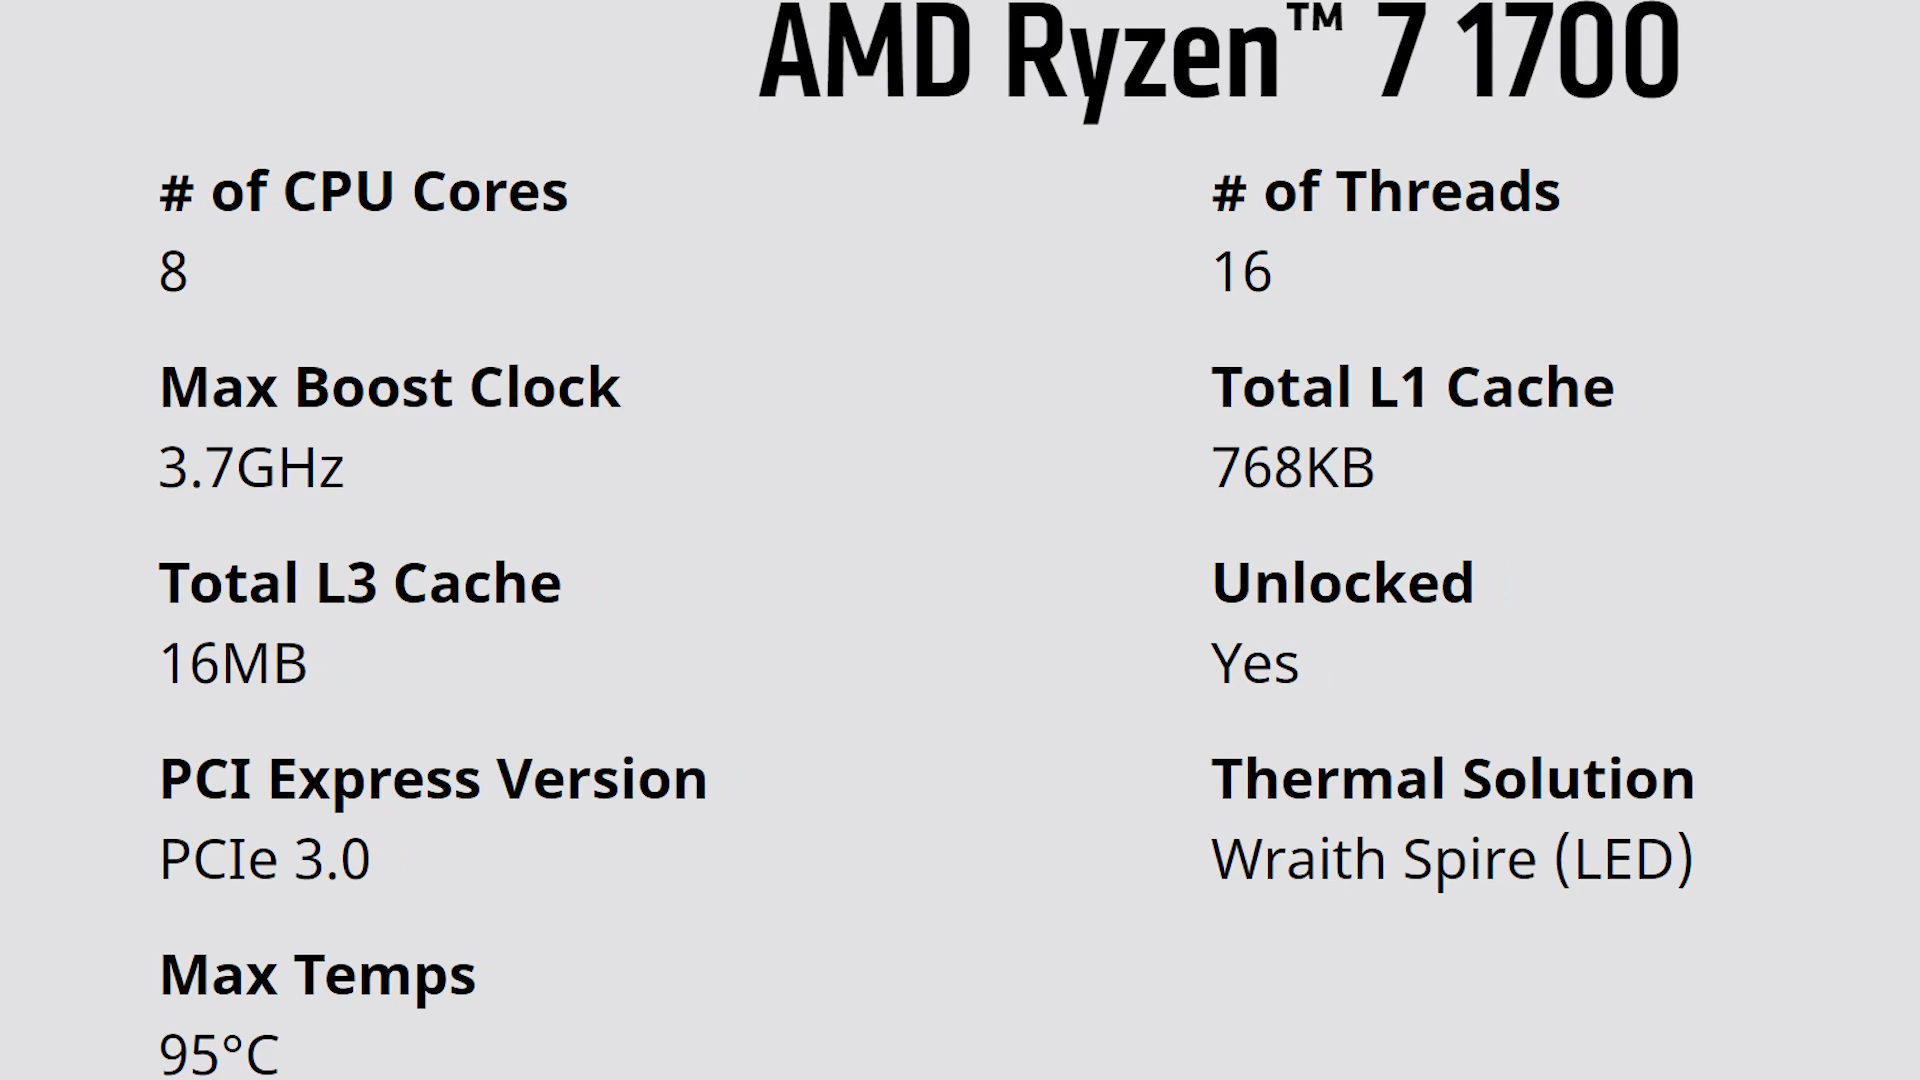 AMD Ryzen™ 7 1700
# of CPU Cores
8
# of Threads
16
Max Boost Clock
3.7GHz
Total L1 Cache
768KB
Total L3 Cache
16MB
Unlocked
Yes
PCI Express Version
PCIe 3.0
Thermal Solution
Wraith Spire (LED)
Max Temps
95°C